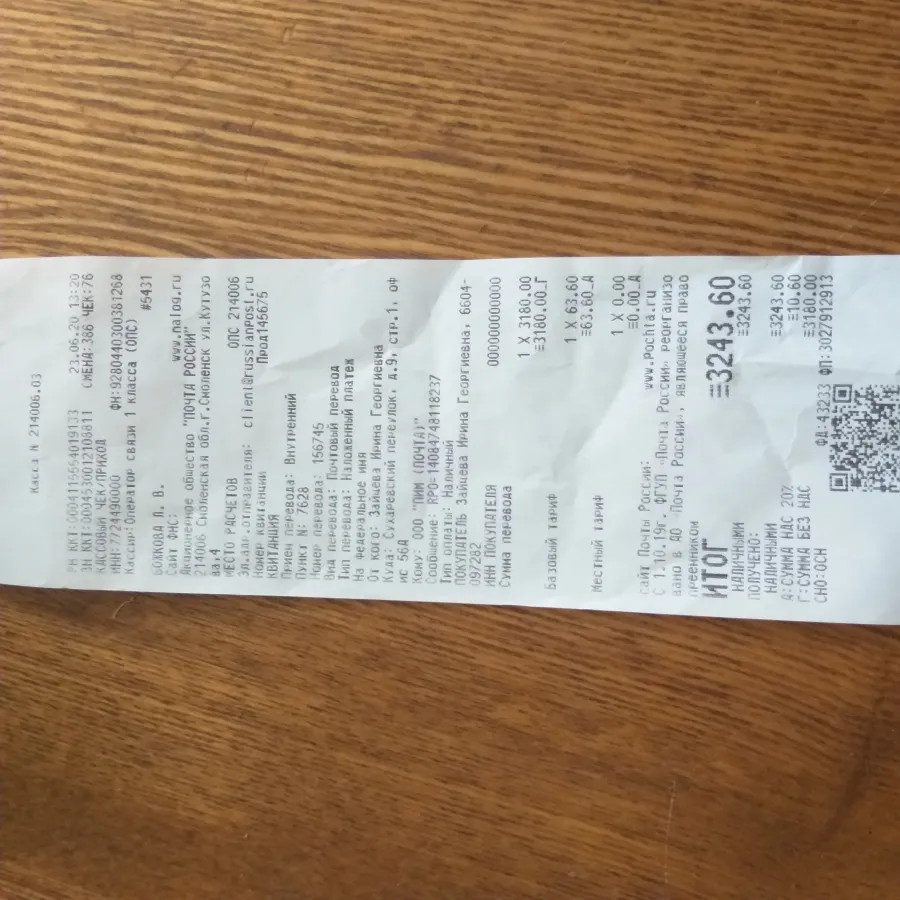 Касса N 214006.03
РН ККТ:0004115554019133 23.06.20 13:20
ЗН ККТ:00045300121088​11 СМЕНА:386 ЧЕК:76
КАССОВЫЙ ЧЕК/ПРИХОД
ИНН:7724490000 ФН:9280440300381268
Кассир:Оператор связи 1 класса (ОПС)
#5431
Л. В.
Сайт ФНС: www.nalog.ru
Акционерное общество "ПОЧТА РОССИИ"
214006 Смоленская обл.г.Смоленск ул.Кутузо
ва,4
МЕСТО РАСЧЕТОВ ОПС 214006
Эл.адр.отправителя: client@russianpost.ru
Номер квитанции Прод145675
КВИТАНЦИЯ
Прием перевода: Внутренний
Пункт N: 7628
Номер перевода: 156745
Вид перевода: Почтовый перевод
Тип перевода: Наложенный платеж
На федеральное имя
От кого: Зайцева Ирина Георгиевна
Куда: Сухаревский переулок, д.9, стр.1, оф
ис 56А
Кому: ООО "ПИМ (ПОЧТА)"
Сообщение: RPO=14084748118237
Тип оплаты: Наличный
ПОКУПАТЕЛЬ Зайцева Ирина Георгиевна, 6604-
097282
ИНН ПОКУПАТЕЛЯ 000000000000
Сумма перевода
1 X 3180.00
≡3180.00_Г
Базовый тариф
1 X 63.60
≡63.60_А
Местный тариф
1 X 0.00
≡0.00_А
Сайт Почты России: www.Pochta.ru
С 1.10.19г. ФГУП «Почта России» реорганизо
вано в АО «Почта России», являющееся право
преемником
ИТОГ ≡3243.60
НАЛИЧНЫМИ ≡3243.60
ПОЛУЧЕНО:
НАЛИЧНЫМИ ≡3243.60
А:СУММА НДС 20% ≡10.60
Г:СУММА БЕЗ НДС ≡3180.00
СНО:ОСН ФД:43233 ФП:3027912913